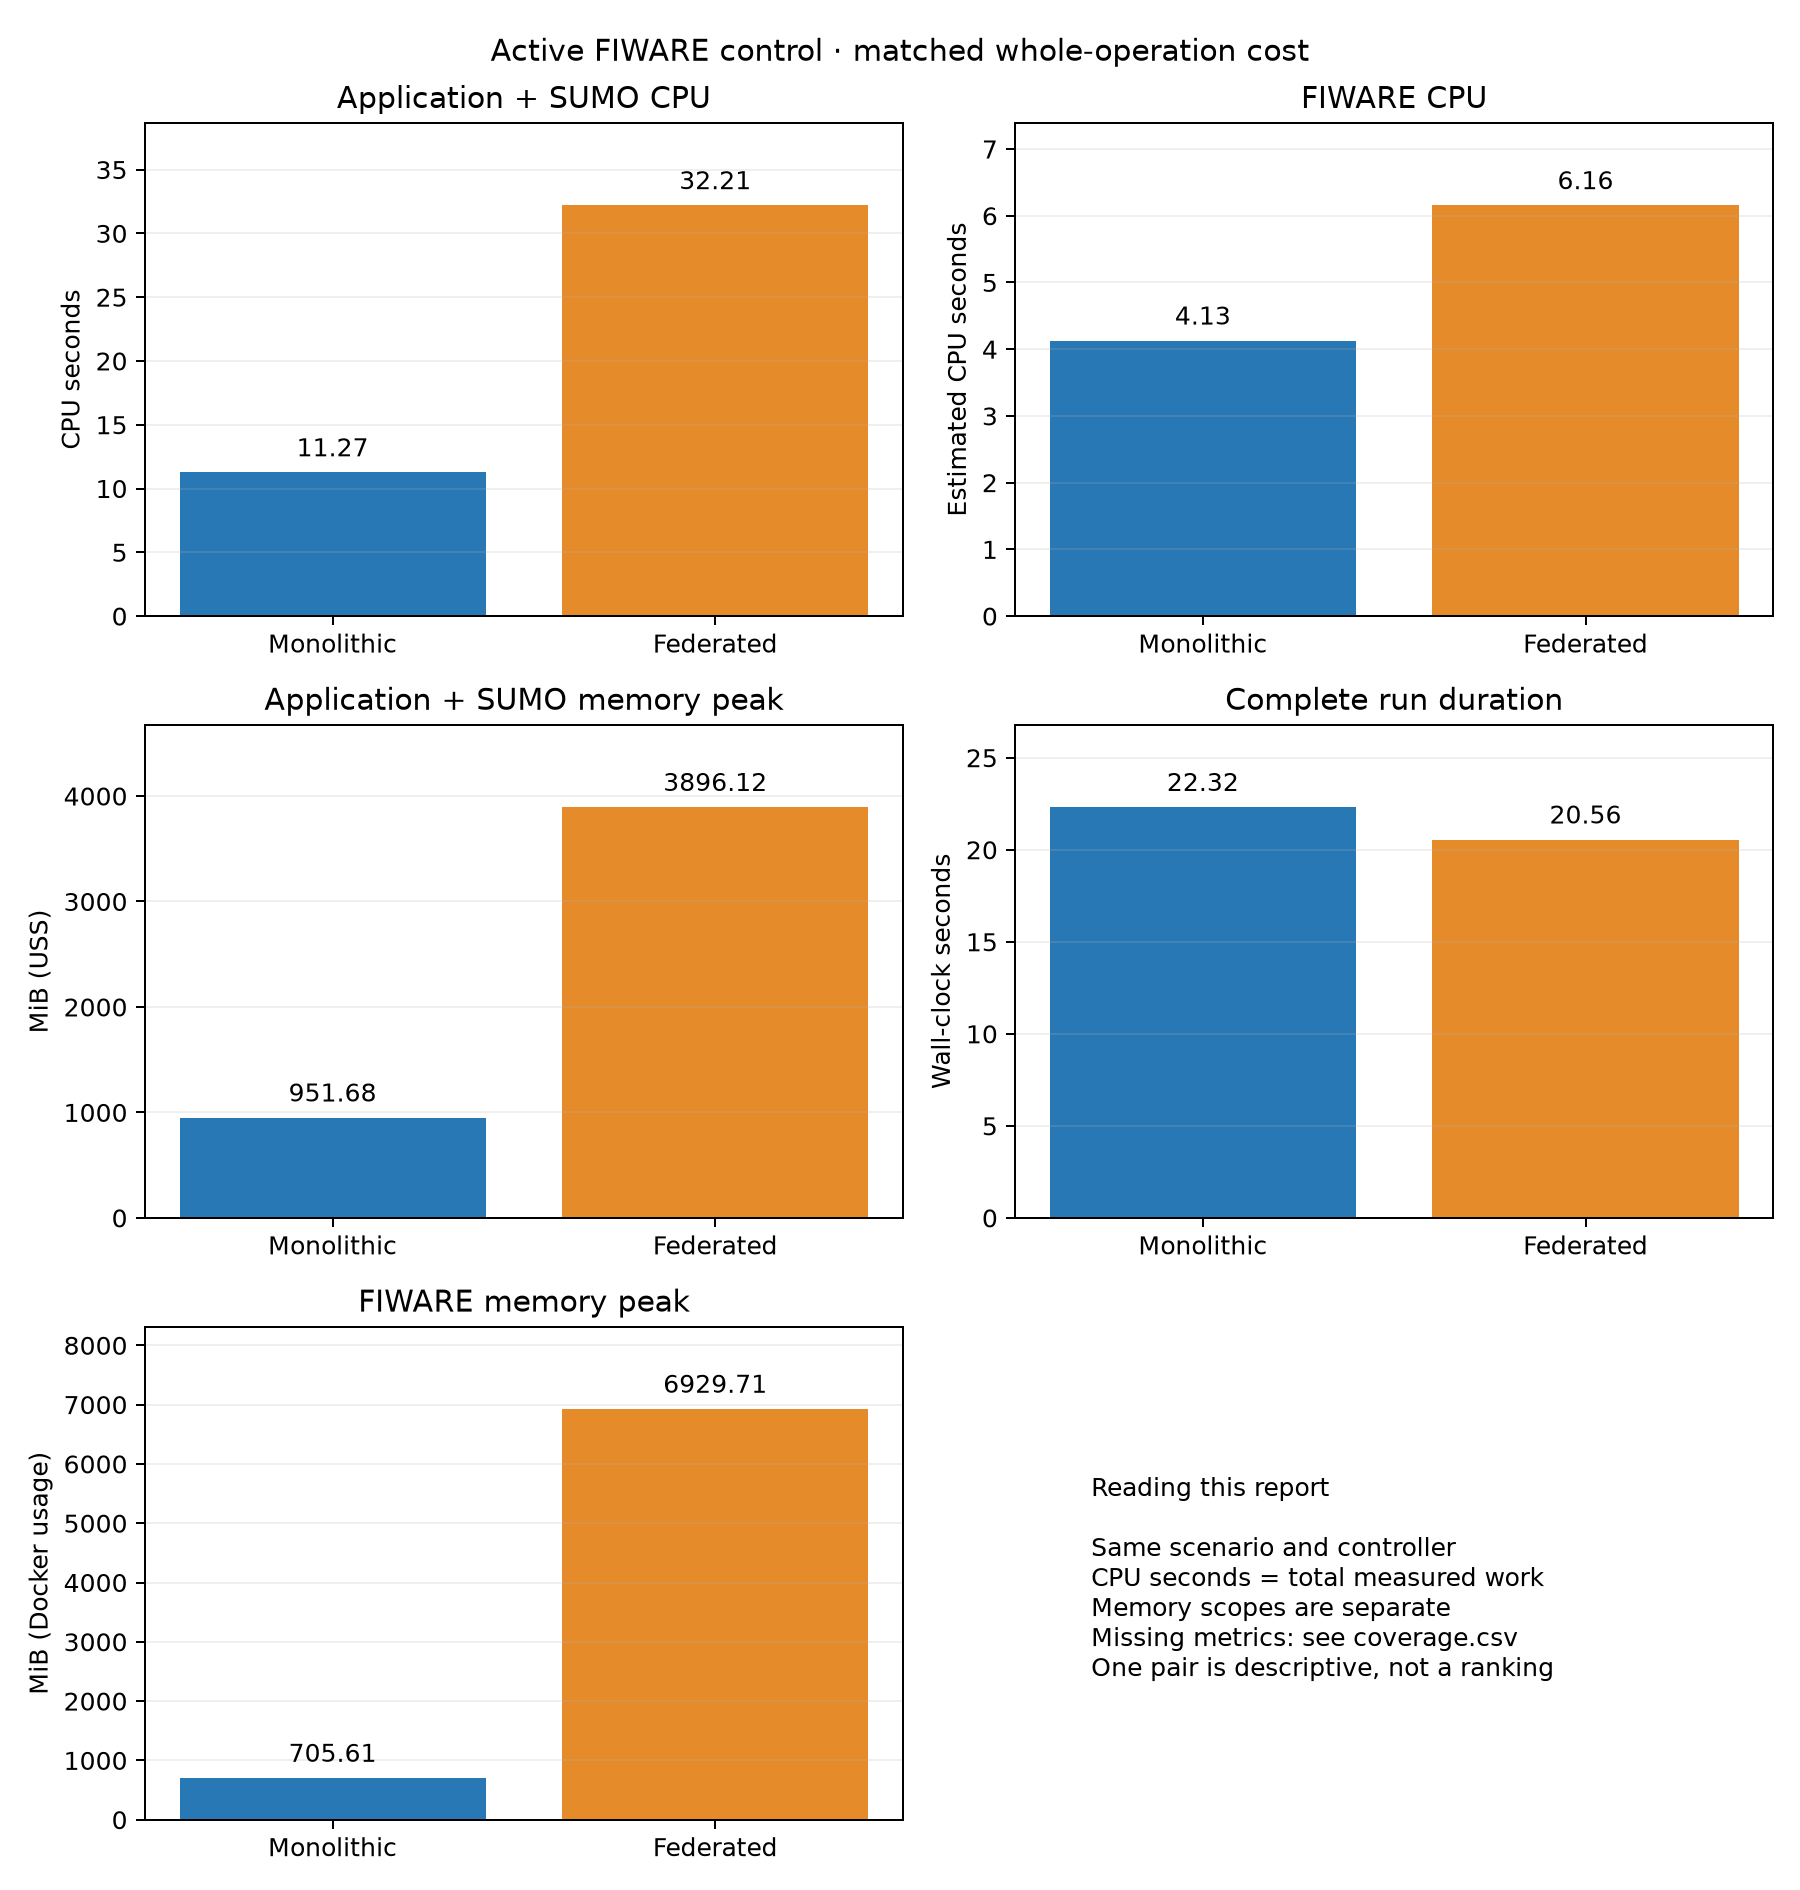 Active FIWARE control · matched whole-operation cost
Application + SUMO CPU
CPU seconds
35
30
25
20
15
10
5
0
11.27
32.21
Monolithic
Federated
FIWARE CPU
Estimated CPU seconds
7
6
5
4
3
2
1
0
4.13
6.16
Monolithic
Federated
Application + SUMO memory peak
MiB (USS)
4000
3000
2000
1000
0
951.68
3896.12
Monolithic
Federated
Complete run duration
Wall-clock seconds
25
20
15
10
5
0
22.32
20.56
Monolithic
Federated
FIWARE memory peak
MiB (Docker usage)
8000
7000
6000
5000
4000
3000
2000
1000
0
705.61
6929.71
Monolithic
Federated
Reading this report
Same scenario and controller
CPU seconds = total measured work
Memory scopes are separate
Missing metrics: see coverage.csv
One pair is descriptive, not a ranking